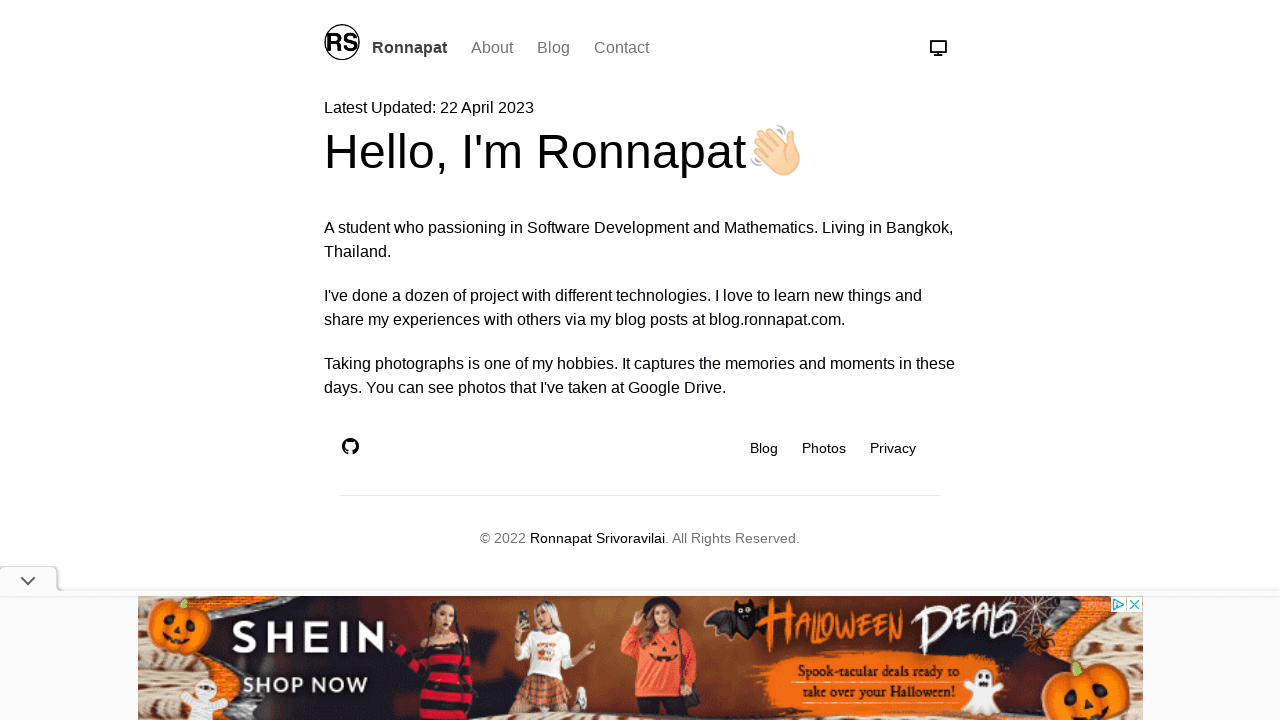 RS Ronnapat About Blog Contact
Latest Updated: 22 April 2023
Hello, I'm Ronnapat👋🏻
A student who passioning in Software Development and Mathematics. Living in Bangkok,
Thailand.
I've done a dozen of project with different technologies. I love to learn new things and
share my experiences with others via my blog posts at blog.ronnapat.com.
Taking photographs is one of my hobbies. It captures the memories and moments in these
days. You can see photos that I've taken at Google Drive.
Blog Photos Privacy
© 2022 Ronnapat Srivoravilai. All Rights Reserved.
SHEIN
SHOP NOW
HALLOWEEN DEALS
Spook-tacular deals ready to
take over your Halloween!